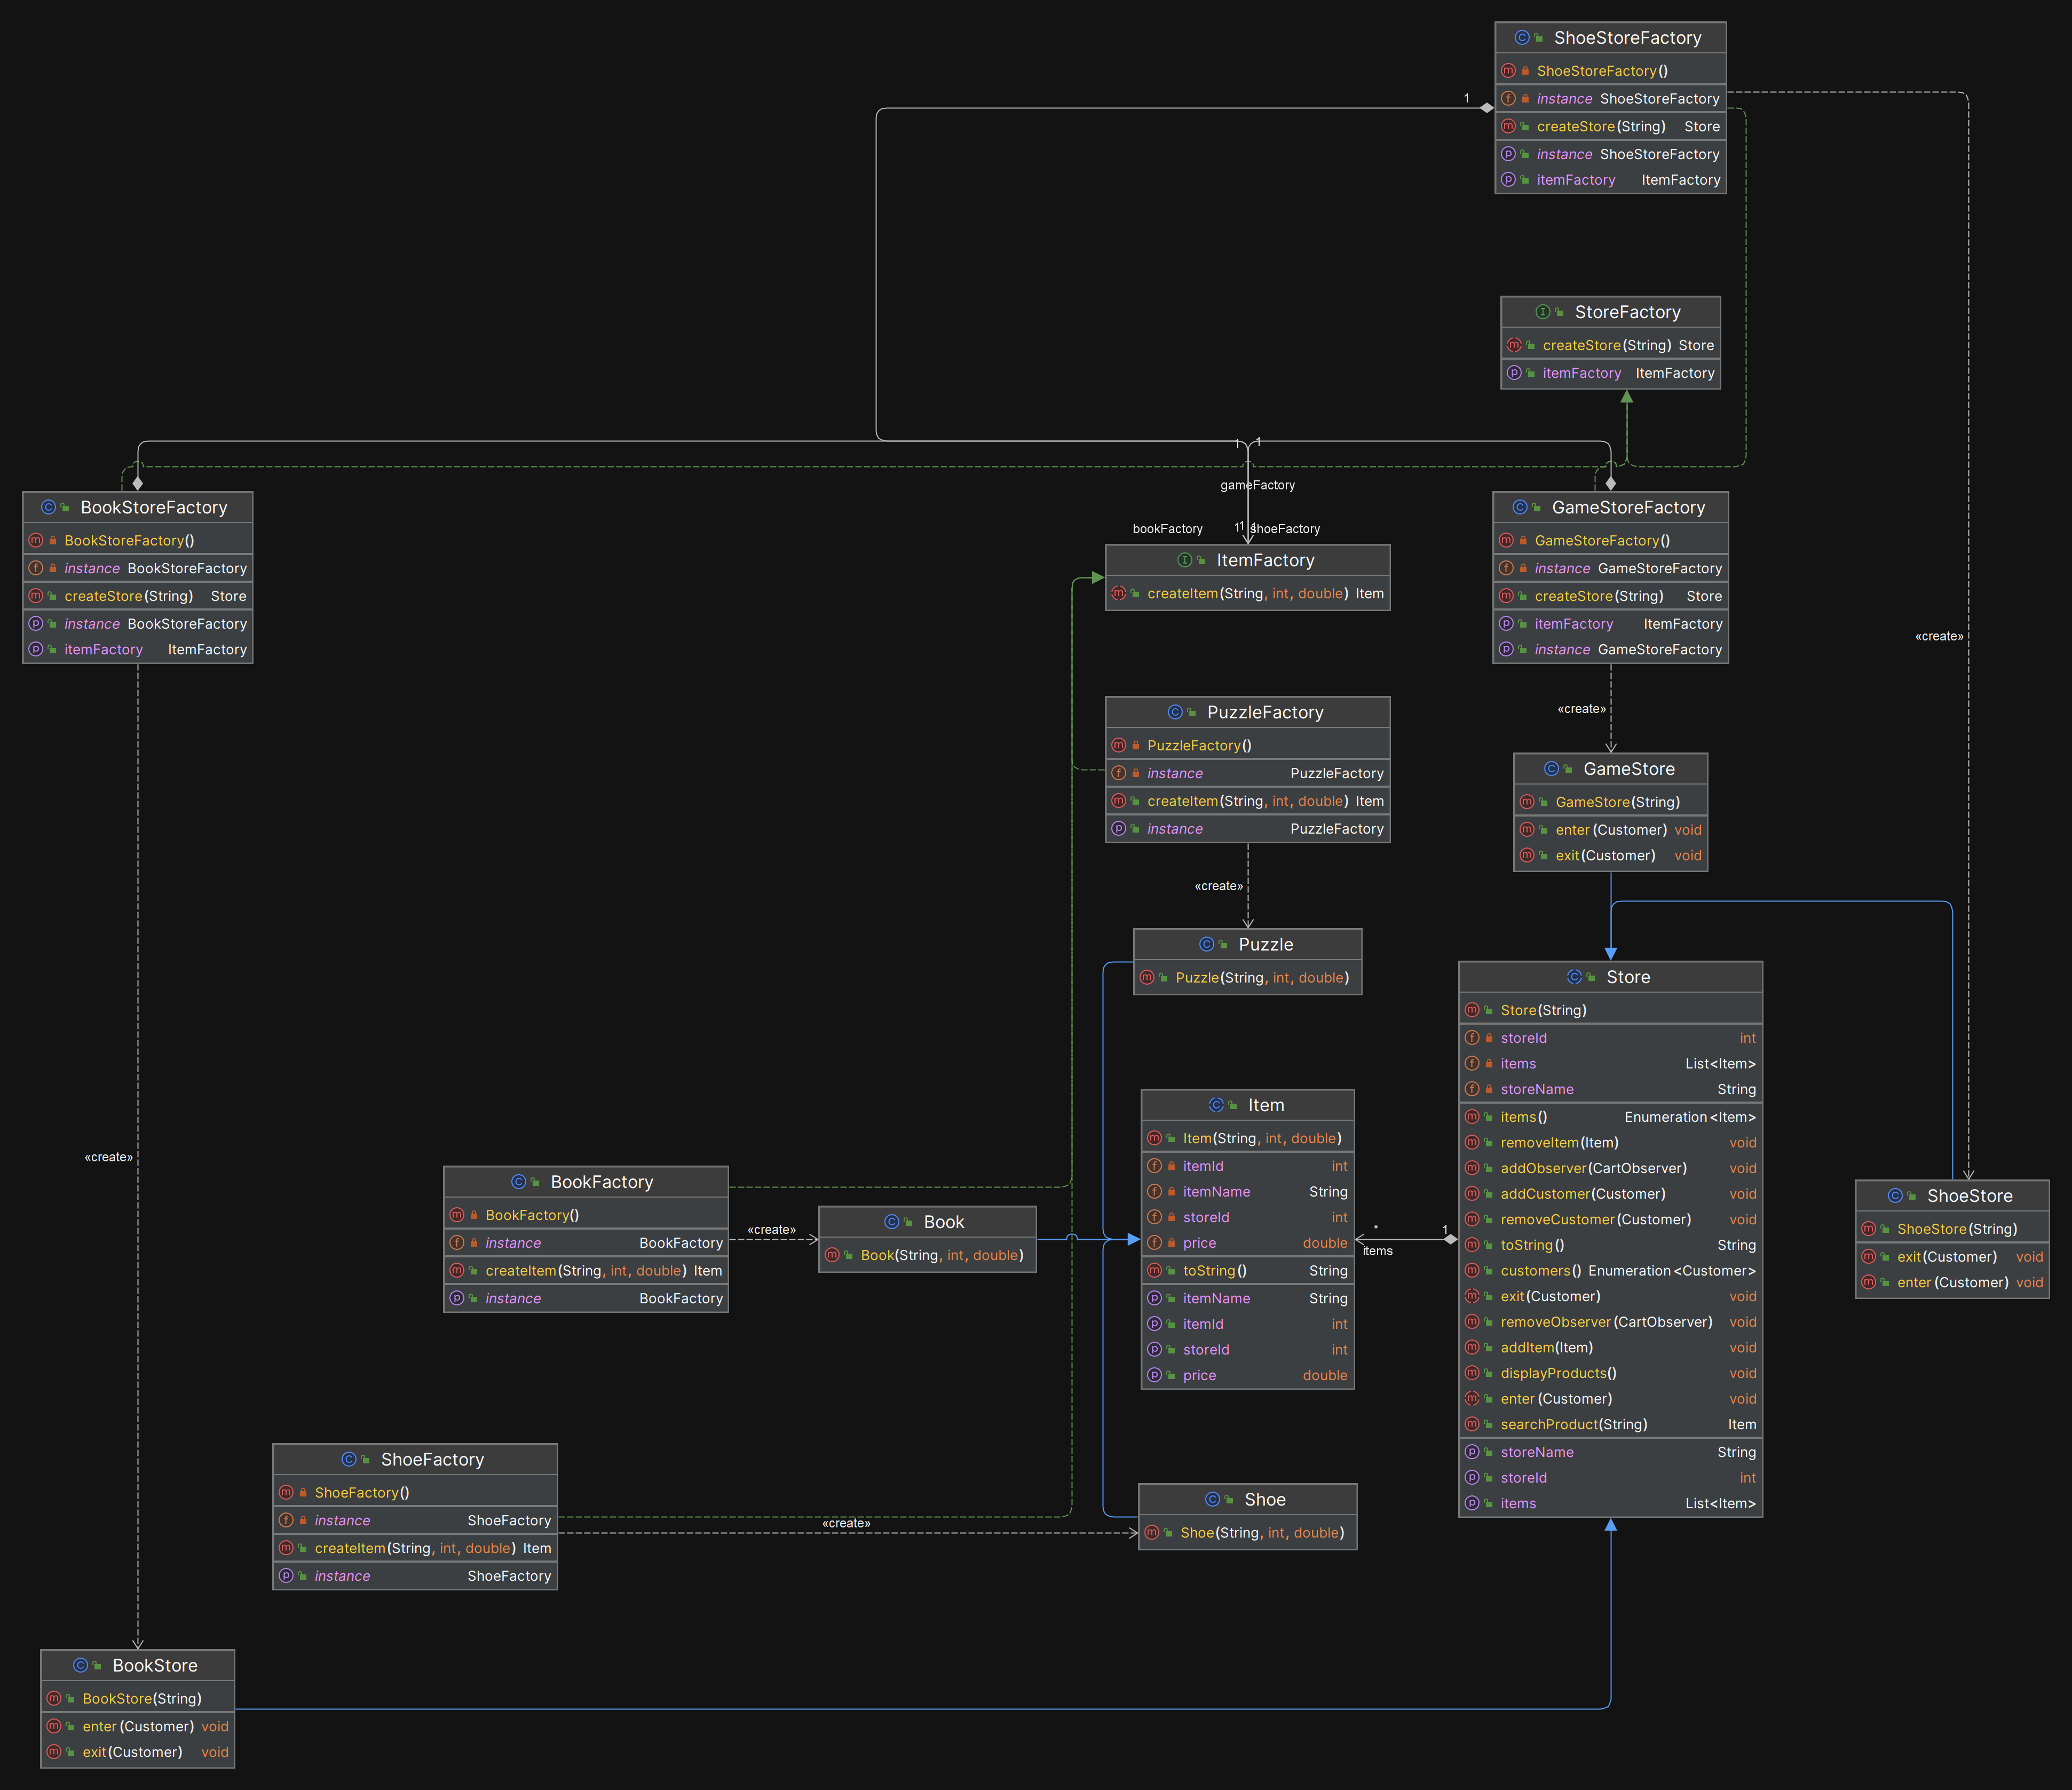 ShoeStoreFactory
ShoeStoreFactory()
instance ShoeStoreFactory
createStore(String) Store
instance ShoeStoreFactory
itemFactory ItemFactory
1
StoreFactory
createStore(String) Store
itemFactory ItemFactory
1
1
gameFactory
bookFactory
1
1
shoeFactory
BookStoreFactory
BookStoreFactory()
instance BookStoreFactory
createStore(String) Store
instance BookStoreFactory
itemFactory ItemFactory
ItemFactory
createItem(String, int, double) Item
GameStoreFactory
GameStoreFactory()
instance GameStoreFactory
createStore(String) Store
itemFactory ItemFactory
instance GameStoreFactory
«create»
«create»
PuzzleFactory
PuzzleFactory()
instance PuzzleFactory
createItem(String, int, double) Item
instance PuzzleFactory
GameStore
GameStore(String)
enter(Customer) void
exit(Customer) void
«create»
Puzzle
Puzzle(String, int, double)
Store
Store(String)
storeId int
items List<Item>
storeName String
items() Enumeration<Item>
removeItem(Item) void
addObserver(CartObserver) void
addCustomer(Customer) void
removeCustomer(Customer) void
toString() String
customers() Enumeration<Customer>
exit(Customer) void
removeObserver(CartObserver) void
addItem(Item) void
displayProducts() void
enter(Customer) void
searchProduct(String) Item
storeName String
storeId int
items List<Item>
Item
Item(String, int, double)
itemId int
itemName String
storeId int
price double
toString() String
itemName String
itemId int
storeId int
price double
*
1
items
ShoeStore
ShoeStore(String)
exit(Customer) void
enter(Customer) void
«create»
BookFactory
BookFactory()
instance BookFactory
createItem(String, int, double) Item
instance BookFactory
«create»
Book
Book(String, int, double)
ShoeFactory
ShoeFactory()
instance ShoeFactory
createItem(String, int, double) Item
instance ShoeFactory
«create»
Shoe
Shoe(String, int, double)
BookStore
BookStore(String)
enter(Customer) void
exit(Customer) void